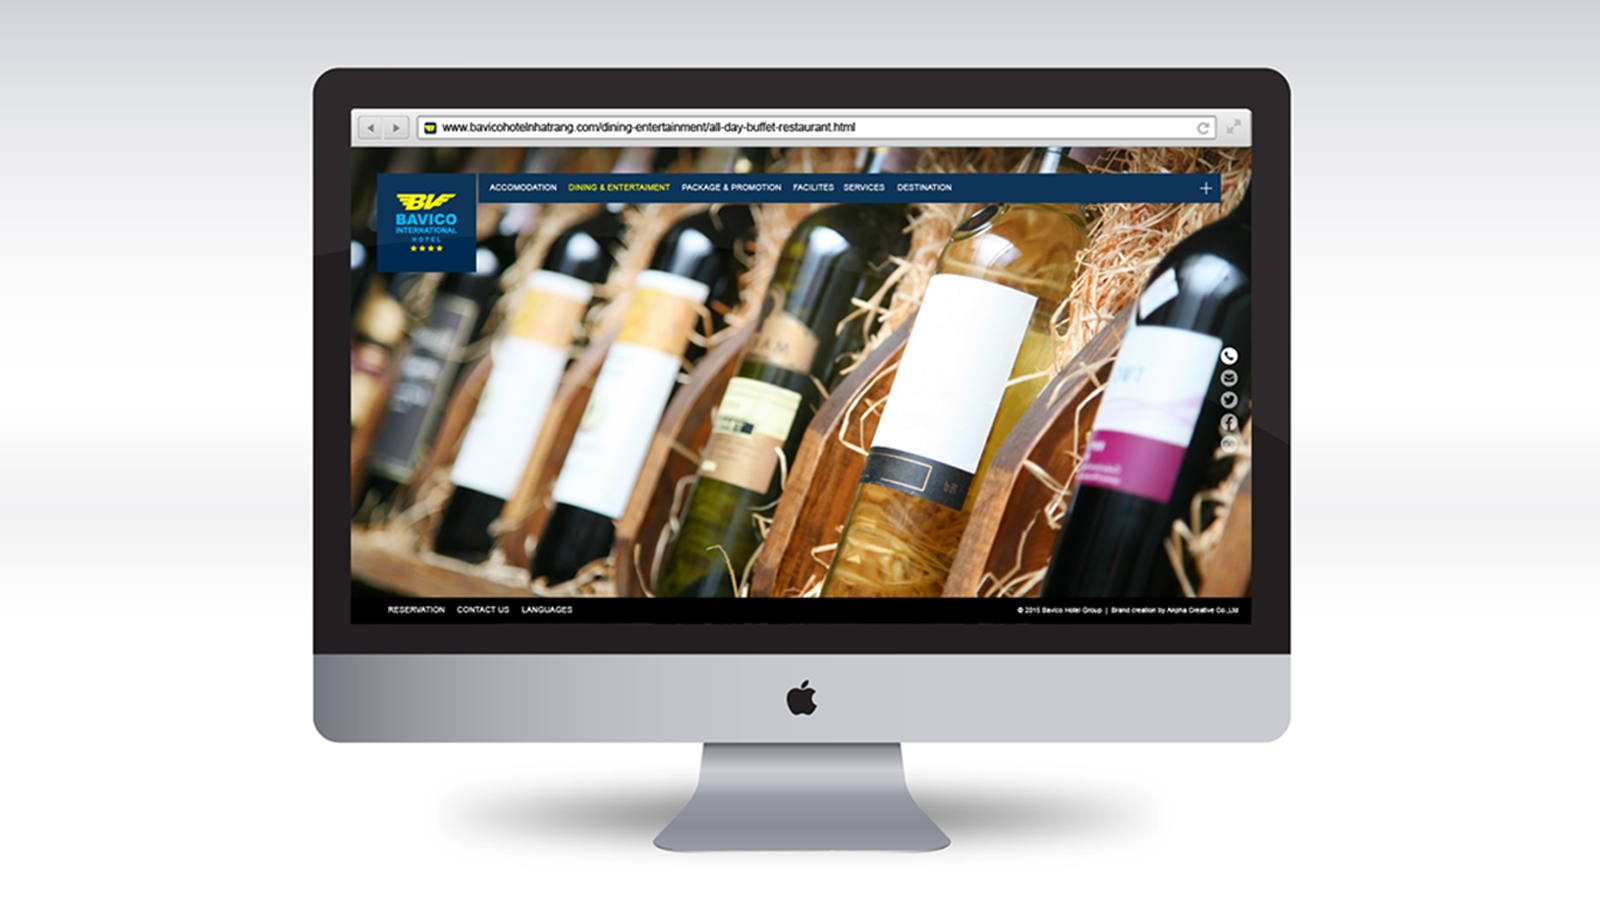 www.bavicohotelnhatrang.com/dining-entertainment/all-day-buffet-restaurant.html
ACCOMODATION DINING & ENTERTAIMENT PACKAGE & PROMOTION FACILITES SERVICES DESTINATION
BV
BAVICO
INTERNATIONAL
HOTEL
RESERVATION CONTACT US LANGUAGES
© 2015 Bavico Hotel Group | Brand creation by Anpha Creative Co.,Ltd